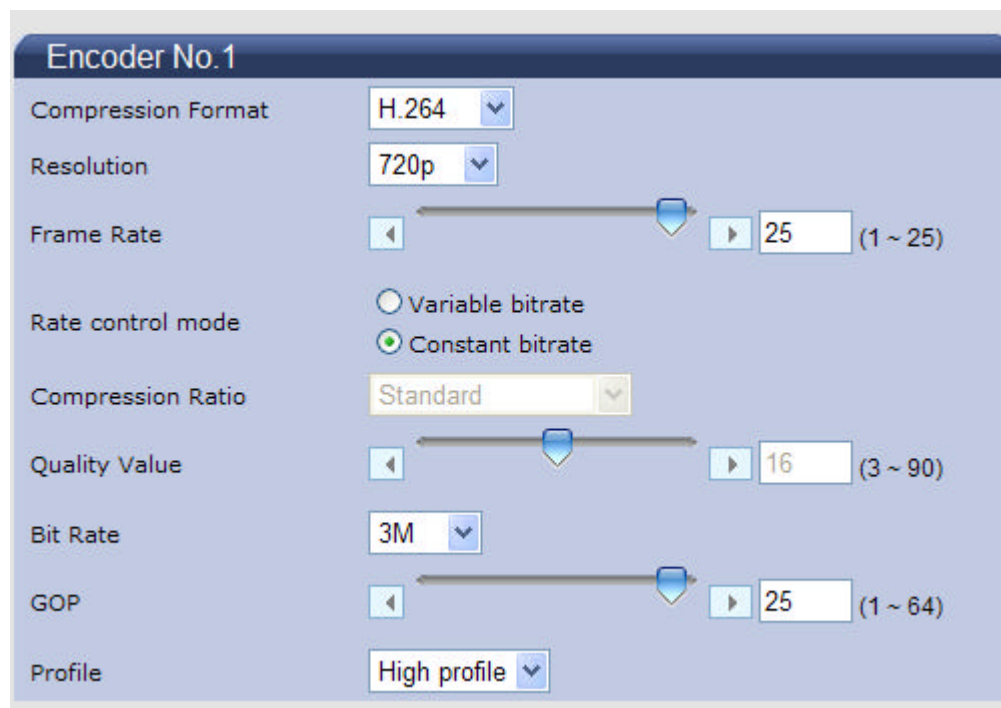 Encoder No.1
Compression Format H.264
Resolution 720p
Frame Rate 25 (1 ~ 25)
Rate control mode
Variable bitrate
Constant bitrate
Compression Ratio Standard
Quality Value 16 (3 ~ 90)
Bit Rate 3M
GOP 25 (1 ~ 64)
Profile High profile